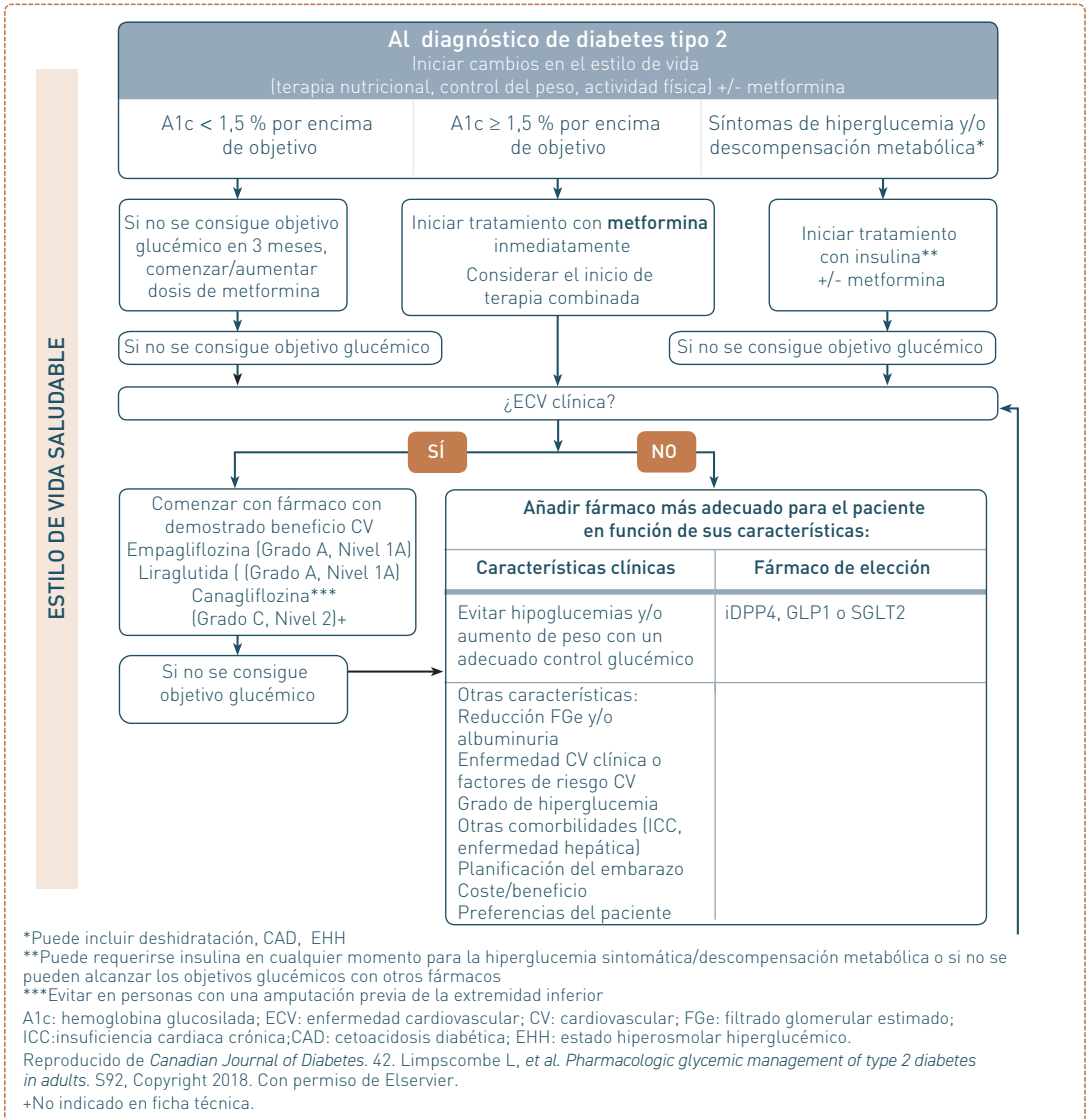 Al diagnóstico de diabetes tipo 2
Iniciar cambios en el estilo de vida
(terapia nutricional, control del peso, actividad física) +/- metformina
A1c < 1,5 % por encima
de objetivo
A1c ≥ 1,5 % por encima
de objetivo
Síntomas de hiperglucemia y/o
descompensación metabólica*
Si no se consigue objetivo
glucémico en 3 meses,
comenzar/aumentar
dosis de metformina
Iniciar tratamiento con metformina
inmediatamente
Considerar el inicio de
terapia combinada
Iniciar tratamiento
con insulina**
+/- metformina
Si no se consigue objetivo glucémico
Si no se consigue objetivo glucémico
¿ECV clínica?
SÍ
NO
ESTILO DE VIDA SALUDABLE
Comenzar con fármaco con
demostrado beneficio CV
Empagliflozina (Grado A, Nivel 1A)
Liraglutida ( (Grado A, Nivel 1A)
Canagliflozina***
(Grado C, Nivel 2)+
Si no se consigue
objetivo glucémico
Añadir fármaco más adecuado para el paciente
en función de sus características:
Características clínicas
Fármaco de elección
Evitar hipoglucemias y/o
aumento de peso con un
adecuado control glucémico
iDPP4, GLP1 o SGLT2
Otras características:
Reducción FGe y/o
albuminuria
Enfermedad CV clínica o
factores de riesgo CV
Grado de hiperglucemia
Otras comorbilidades (ICC,
enfermedad hepática)
Planificación del embarazo
Coste/beneficio
Preferencias del paciente
*Puede incluir deshidratación, CAD, EHH
**Puede requerirse insulina en cualquier momento para la hiperglucemia sintomática/descompensación metabólica o si no se
pueden alcanzar los objetivos glucémicos con otros fármacos
***Evitar en personas con una amputación previa de la extremidad inferior
A1c: hemoglobina glucosilada; ECV: enfermedad cardiovascular; CV: cardiovascular; FGe: filtrado glomerular estimado;
ICC:insuficiencia cardiaca crónica;CAD: cetoacidosis diabética; EHH: estado hiperosmolar hiperglucémico.
Reproducido de Canadian Journal of Diabetes. 42. Limpscombe L, et al. Pharmacologic glycemic management of type 2 diabetes
in adults. S92, Copyright 2018. Con permiso de Elservier.
+No indicado en ficha técnica.